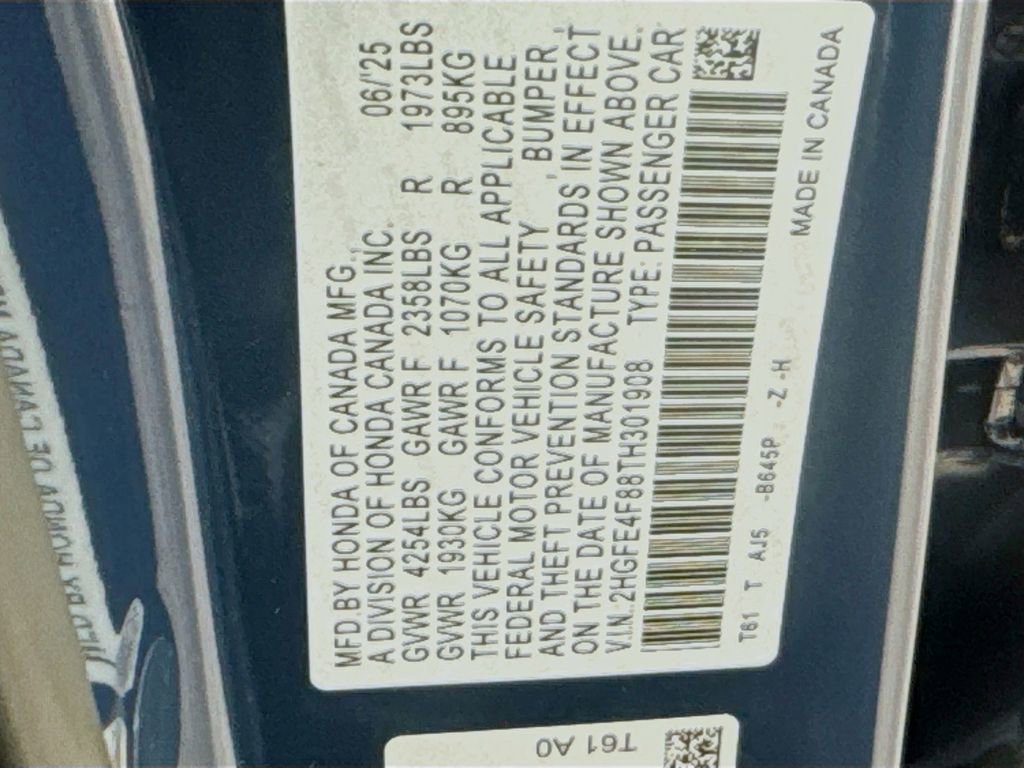 MFD.BY HONDA OF CANADA MFG., 06/'25
A DIVISION OF HONDA CANADA INC.
GVWR 4254LBS GAWR F 2358LBS R 1973LBS
GVWR 1930KG GAWR F 1070KG R 895KG
THIS VEHICLE CONFORMS TO ALL APPLICABLE
FEDERAL MOTOR VEHICLE SAFETY , BUMPER ,
AND THEFT PREVENTION STANDARDS IN EFFECT
ON THE DATE OF MANUFACTURE SHOWN ABOVE.
V.I.N.:2HGFE4F88TH301908 TYPE: PASSENGER CAR
T61 T A15 -B645P -Z -H
MADE IN CANADA
T61 A0